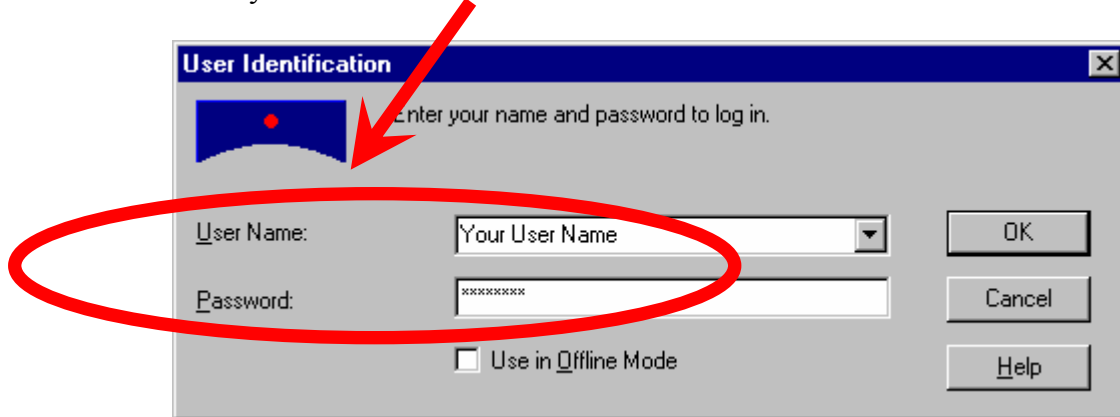 User Identification
Enter your name and password to log in.
User Name: Your User Name OK
Password: ******** Cancel
Use in Offline Mode Help